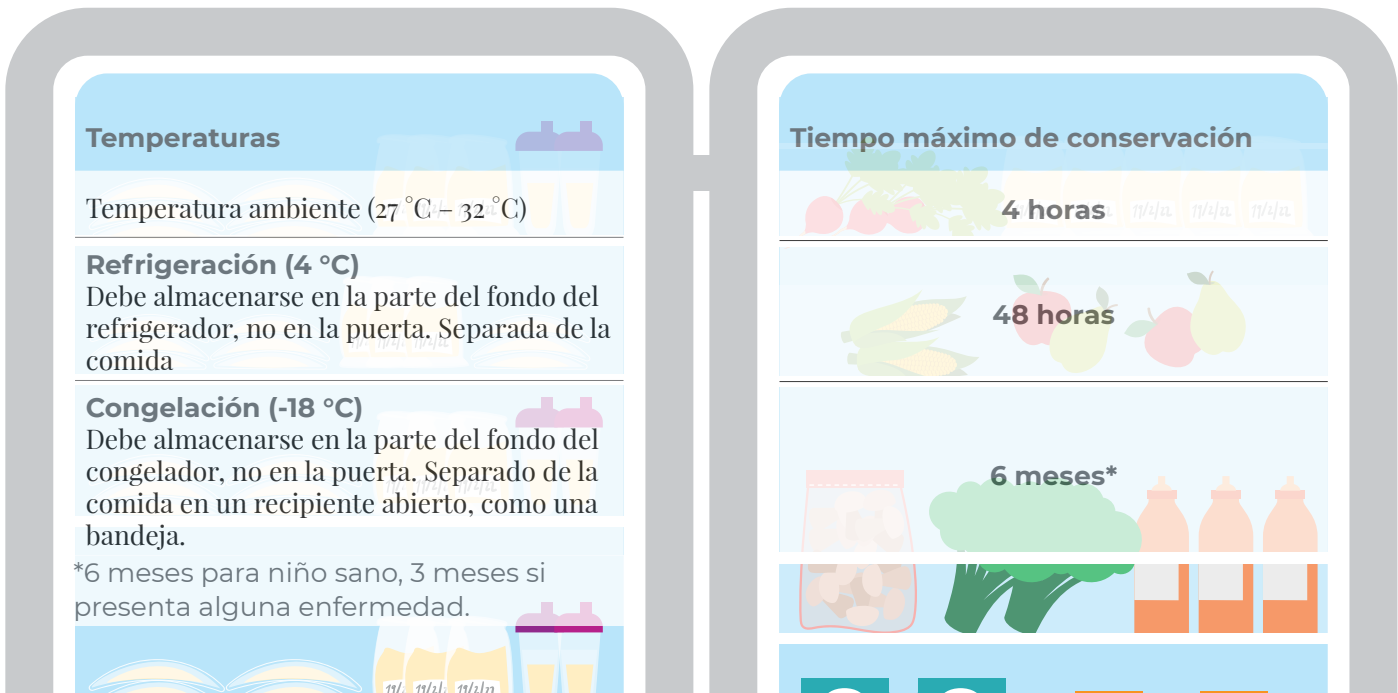 Temperaturas
Temperatura ambiente (27 °C – 32 °C)
Refrigeración (4 °C)
Debe almacenarse en la parte del fondo del
refrigerador, no en la puerta. Separada de la
comida
Congelación (-18 °C)
Debe almacenarse en la parte del fondo del
congelador, no en la puerta. Separado de la
comida en un recipiente abierto, como una
bandeja.
*6 meses para niño sano, 3 meses si
presenta alguna enfermedad.
Tiempo máximo de conservación
4 horas
48 horas
6 meses*